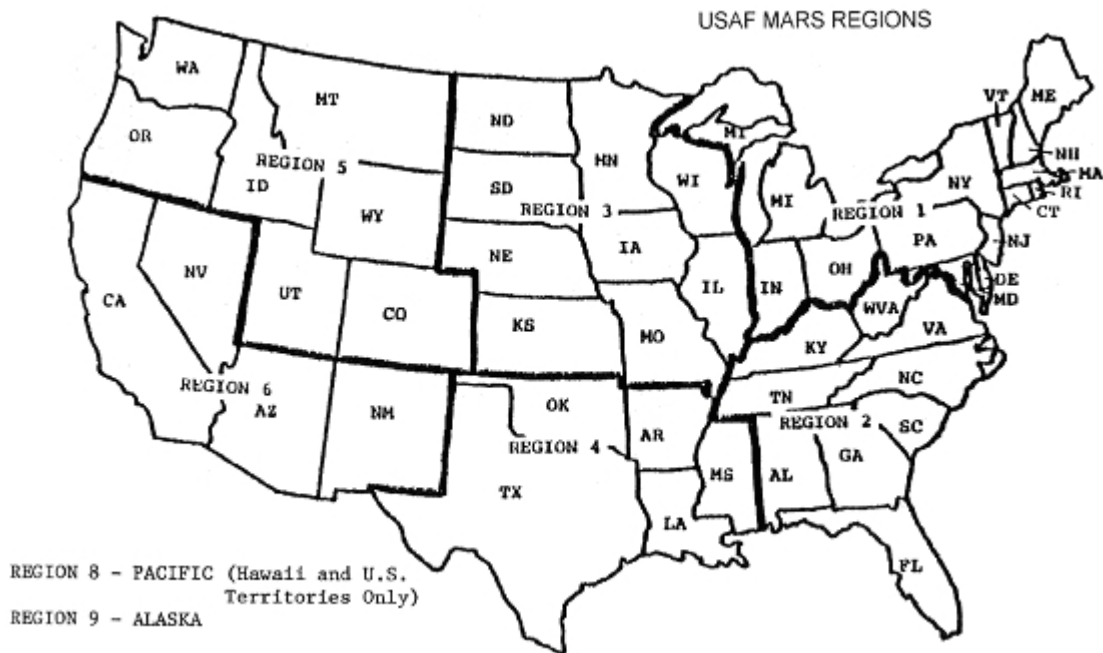 USAF MARS REGIONS
WA
MT
ND
MN
VT
ME
OR
MI
NH
MA
REGION 5
ID
SD
WI
MI
NY
RI
CT
WY
REGION 3
REGION 1
IA
PA
NJ
NE
NV
UT
IL
IN
OH
DE
MD
CA
CO
KS
WVA
MO
KY
VA
REGION 6
AZ
NM
OK
TN
NC
REGION 2
AR
SC
REGION 4
MS
AL
GA
TX
LA
FL
REGION 8 - PACIFIC (Hawaii and U.S.
Territories Only)
REGION 9 - ALASKA